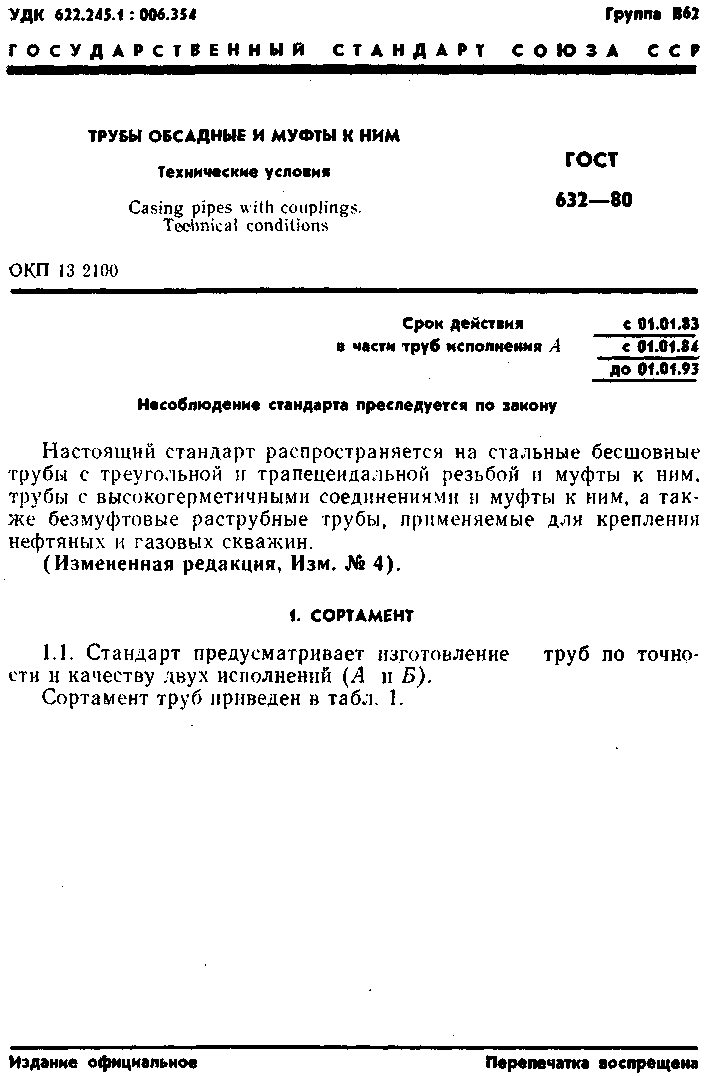 УДК 622.245.1 : 006.354 Группа В62
ГОСУДАРСТВЕННЫЙ СТАНДАРТ СОЮЗА ССР
ТРУБЫ ОБСАДНЫЕ И МУФТЫ К НИМ
Технические условия
Casing pipes with couplings.
Technical conditions
ГОСТ
632—80
ОКП 13 2100
Срок действия с 01.01.83
в части труб исполнения А с 01.01.84
до 01.01.93
Несоблюдение стандарта преследуется по закону
Настоящий стандарт распространяется на стальные бесшовные
трубы с треугольной и трапецеидальной резьбой и муфты к ним,
трубы с высокогерметичными соединениями и муфты к ним, а так-
же безмуфтовые раструбные трубы, применяемые для крепления
нефтяных и газовых скважин.
(Измененная редакция, Изм. № 4).
1. СОРТАМЕНТ
1.1. Стандарт предусматривает изготовление труб по точно-
сти и качеству двух исполнений (А и Б).
Сортамент труб приведен в табл. 1.
Издание официальное Перепечатка воспрещена